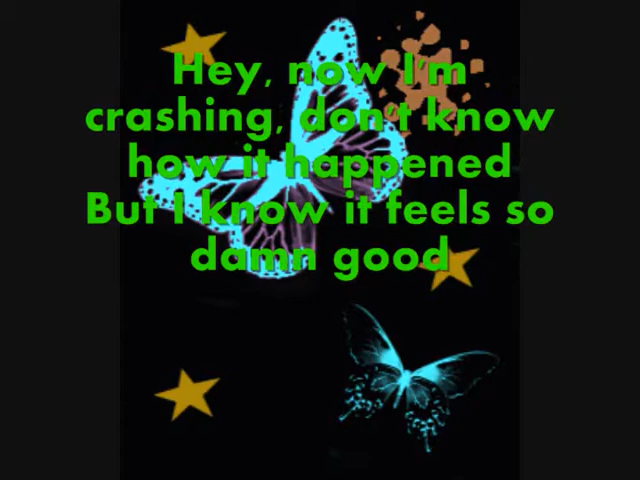 Hey, now I'm
crashing, don't know
how it happened
But I know it feels so
damn good